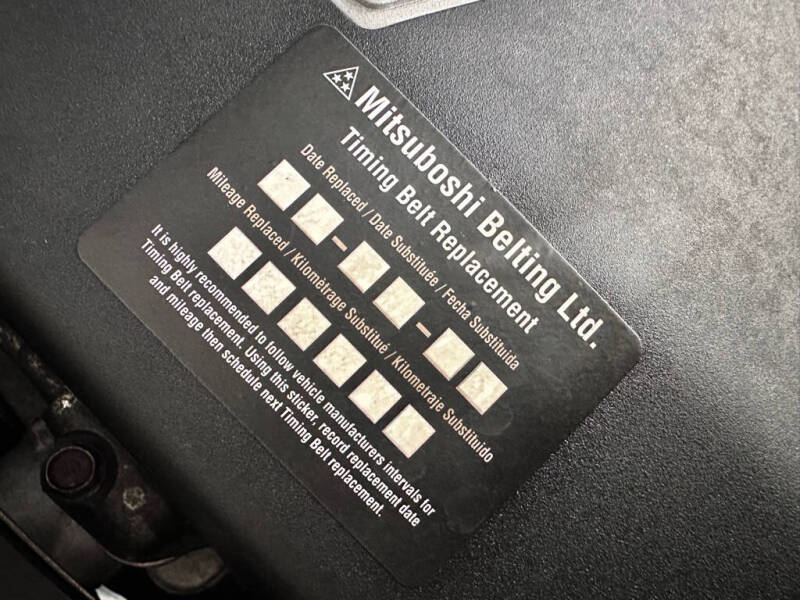 Mitsuboshi Belting Ltd.
Timing Belt Replacement
Date Replaced / Date Substituée / Fecha Substituida
Mileage Replaced / Kilomètrage Substitué / Kilometraje Substituido
It is highly recommended to follow vehicle manufacturers intervals for
Timing Belt replacement. Using this sticker, record replacement date
and mileage then schedule next Timing Belt replacement.